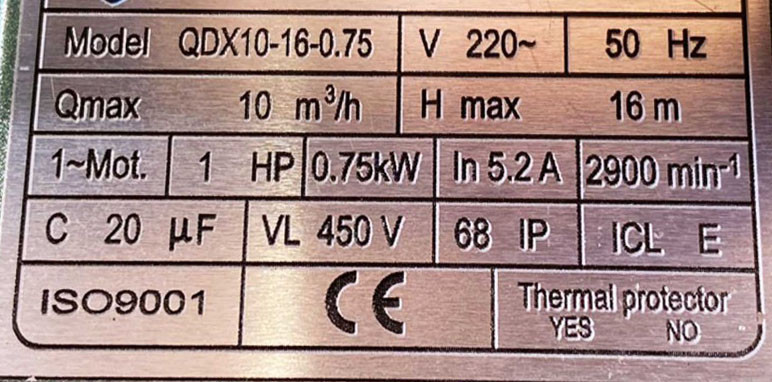 Model QDX10-16-0.75 V 220~ 50 Hz
Qmax 10 m³/h H max 16 m
1~Mot. 1 HP 0.75kW In 5.2 A 2900 min⁻¹
C 20 µF VL 450 V 68 IP ICL E
ISO9001 CE Thermal protector
YES NO